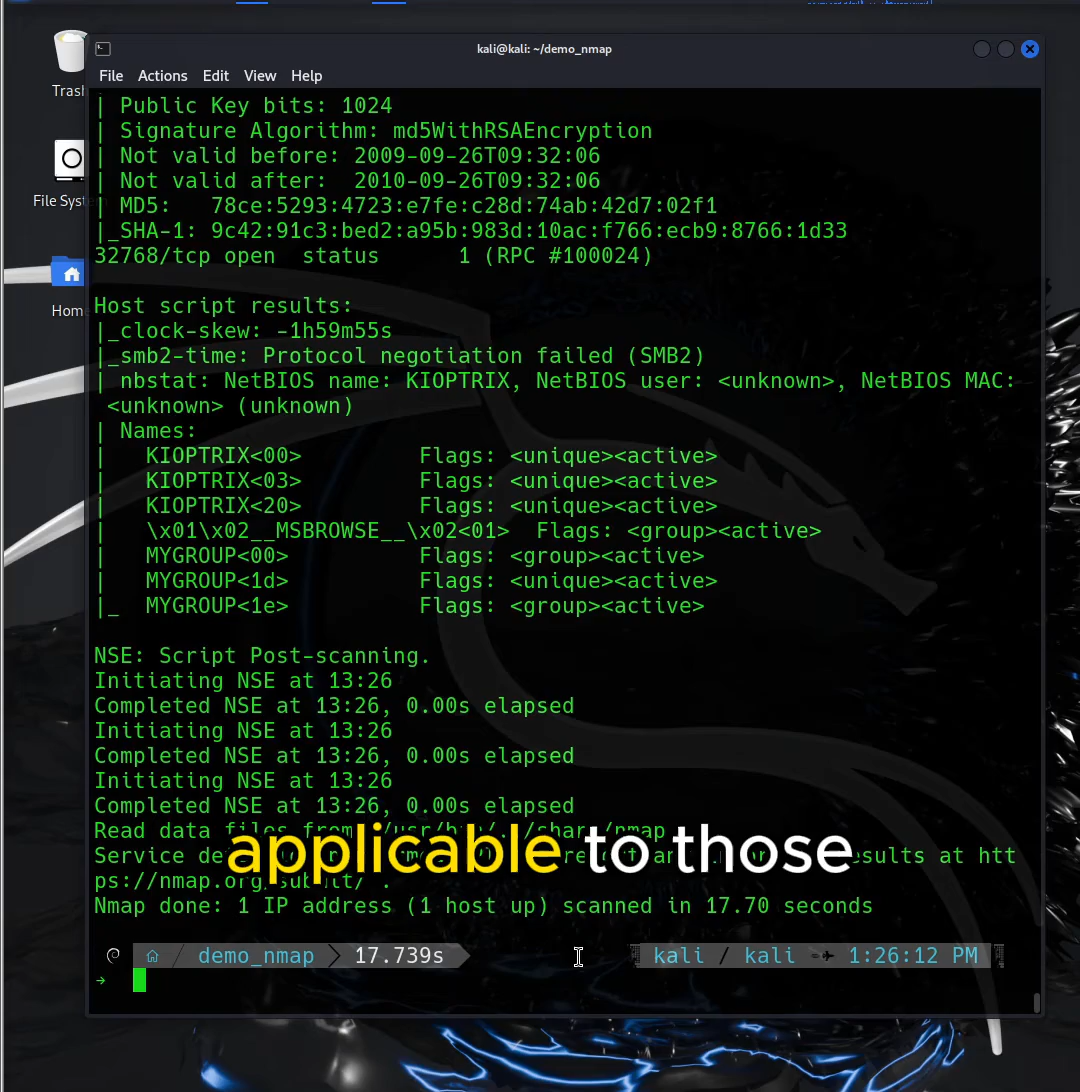 kali@kali: ~/demo_nmap
Trash
File Actions Edit View Help
| Public Key bits: 1024
| Signature Algorithm: md5WithRSAEncryption
| Not valid before: 2009-09-26T09:32:06
| Not valid after:  2010-09-26T09:32:06
| MD5:   78ce:5293:4723:e7fe:c28d:74ab:42d7:02f1
|_SHA-1: 9c42:91c3:bed2:a95b:983d:10ac:f766:ecb9:8766:1d33
File Syst
32768/tcp open  status      1 (RPC #100024)
Home
Host script results:
|_clock-skew: -1h59m55s
|_smb2-time: Protocol negotiation failed (SMB2)
| nbstat: NetBIOS name: KIOPTRIX, NetBIOS user: <unknown>, NetBIOS MAC:
<unknown> (unknown)
| Names:
|   KIOPTRIX<00>         Flags: <unique><active>
|   KIOPTRIX<03>         Flags: <unique><active>
|   KIOPTRIX<20>         Flags: <unique><active>
|   \x01\x02__MSBROWSE__\x02<01>  Flags: <group><active>
|   MYGROUP<00>          Flags: <group><active>
|   MYGROUP<1d>          Flags: <unique><active>
|_  MYGROUP<1e>          Flags: <group><active>
NSE: Script Post-scanning.
Initiating NSE at 13:26
Completed NSE at 13:26, 0.00s elapsed
Initiating NSE at 13:26
Completed NSE at 13:26, 0.00s elapsed
Initiating NSE at 13:26
Completed NSE at 13:26, 0.00s elapsed
Read data files from /share/nmap
applicable to those
Service results at htt
ps://nmap.org/submit/ .
Nmap done: 1 IP address (1 host up) scanned in 17.70 seconds
demo_nmap 17.739s kali / kali 1:26:12 PM